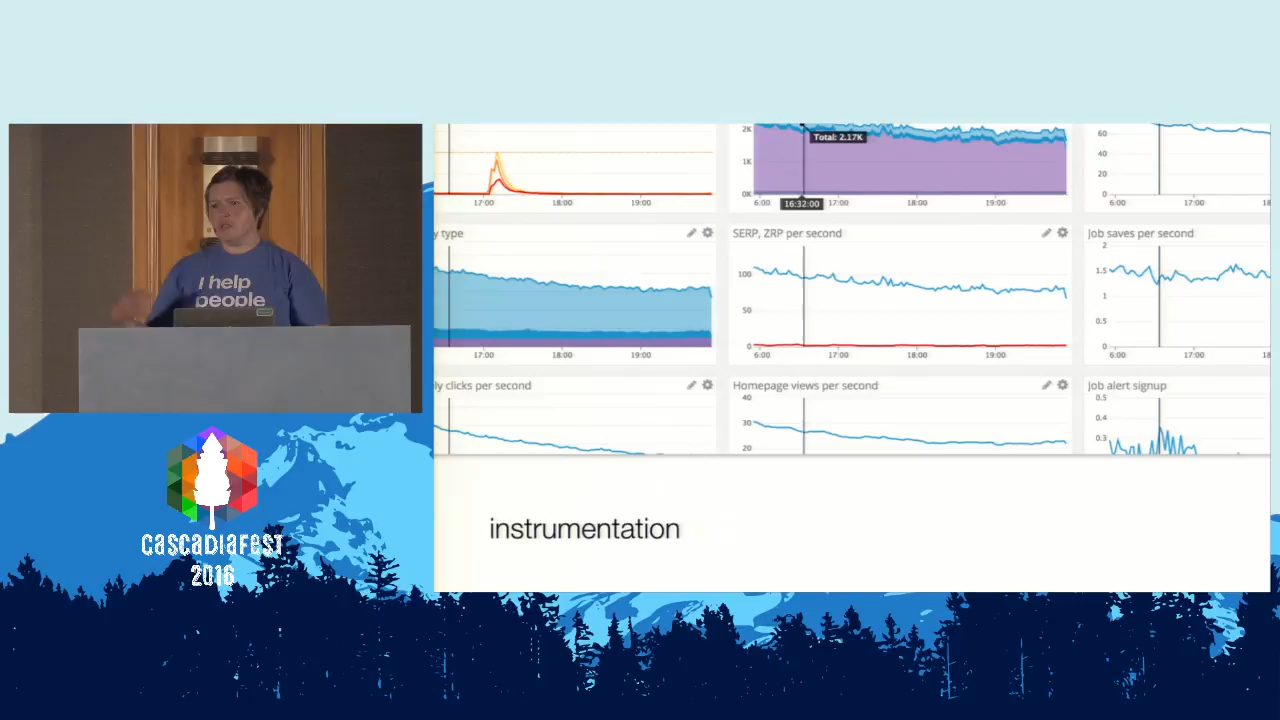 I help
people
CASCADIAFEST
2016
17:00 18:00 19:00
2K
1K
0K
Total: 2.17K
16:32:00
6:00 17:00 18:00 19:00
60
40
20
0
6:00 17:00 18
y type
17:00 18:00 19:00
SERP, ZRP per second
100
50
0
6:00 17:00 18:00 19:00
Job saves per second
2
1.5
1
0.5
0
6:00 17:00 18
ly clicks per second
Homepage views per second
40
30
20
Job alert signup
0.5
0.4
0.3
instrumentation